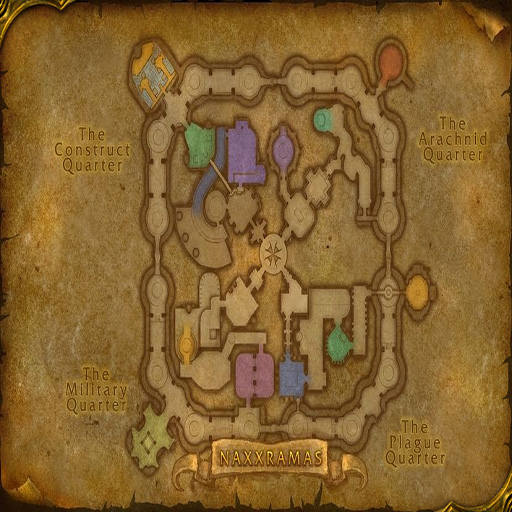 The
Construct
Quarter
The
Arachnid
Quarter
The
Military
Quarter
The
Plague
Quarter
NAXXRAMAS